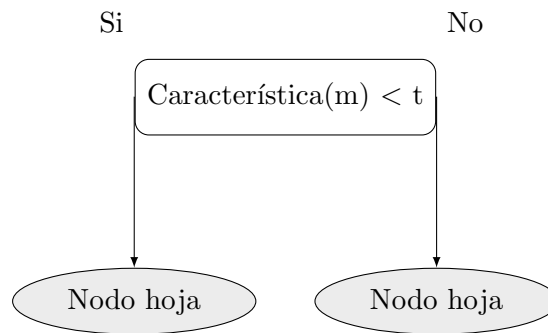 Si
No
Característica(m) < t
Nodo hoja
Nodo hoja